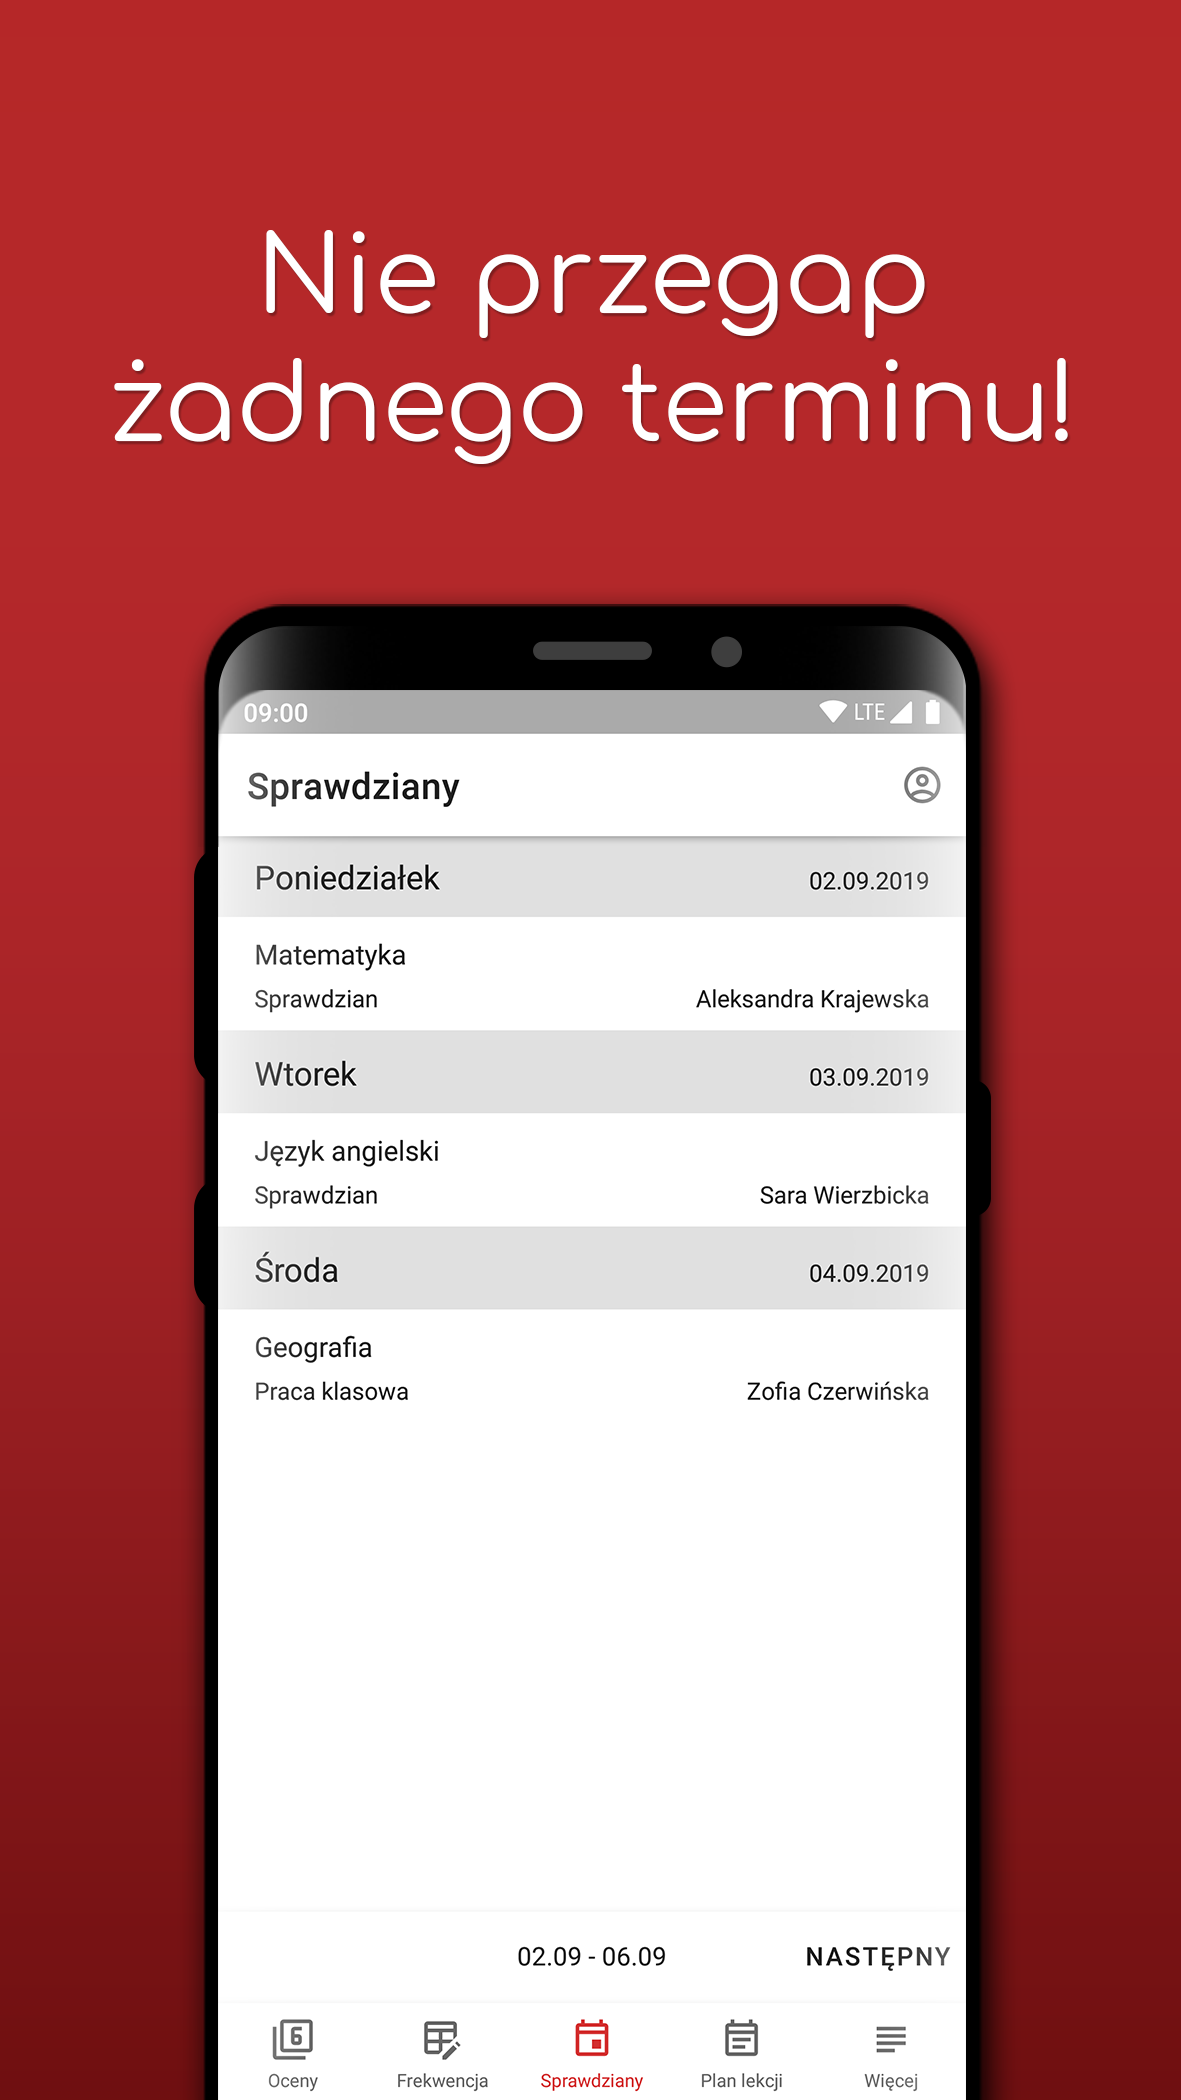 Nie przegap
żadnego terminu!
09:00 LTE
Sprawdziany
Poniedziałek 02.09.2019
Matematyka
Sprawdzian Aleksandra Krajewska
Wtorek 03.09.2019
Język angielski
Sprawdzian Sara Wierzbicka
Środa 04.09.2019
Geografia
Praca klasowa Zofia Czerwińska
02.09 - 06.09 NASTĘPNY
6
Oceny Frekwencja Sprawdziany Plan lekcji Więcej